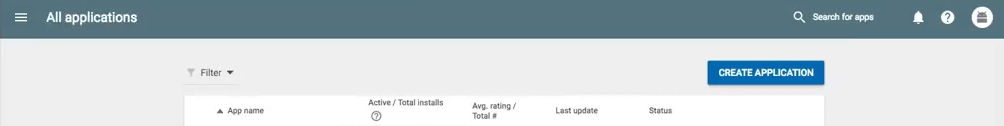 All applications
Search for apps
Filter
CREATE APPLICATION
App name
Active / Total installs
Avg. rating /
Total #
Last update
Status